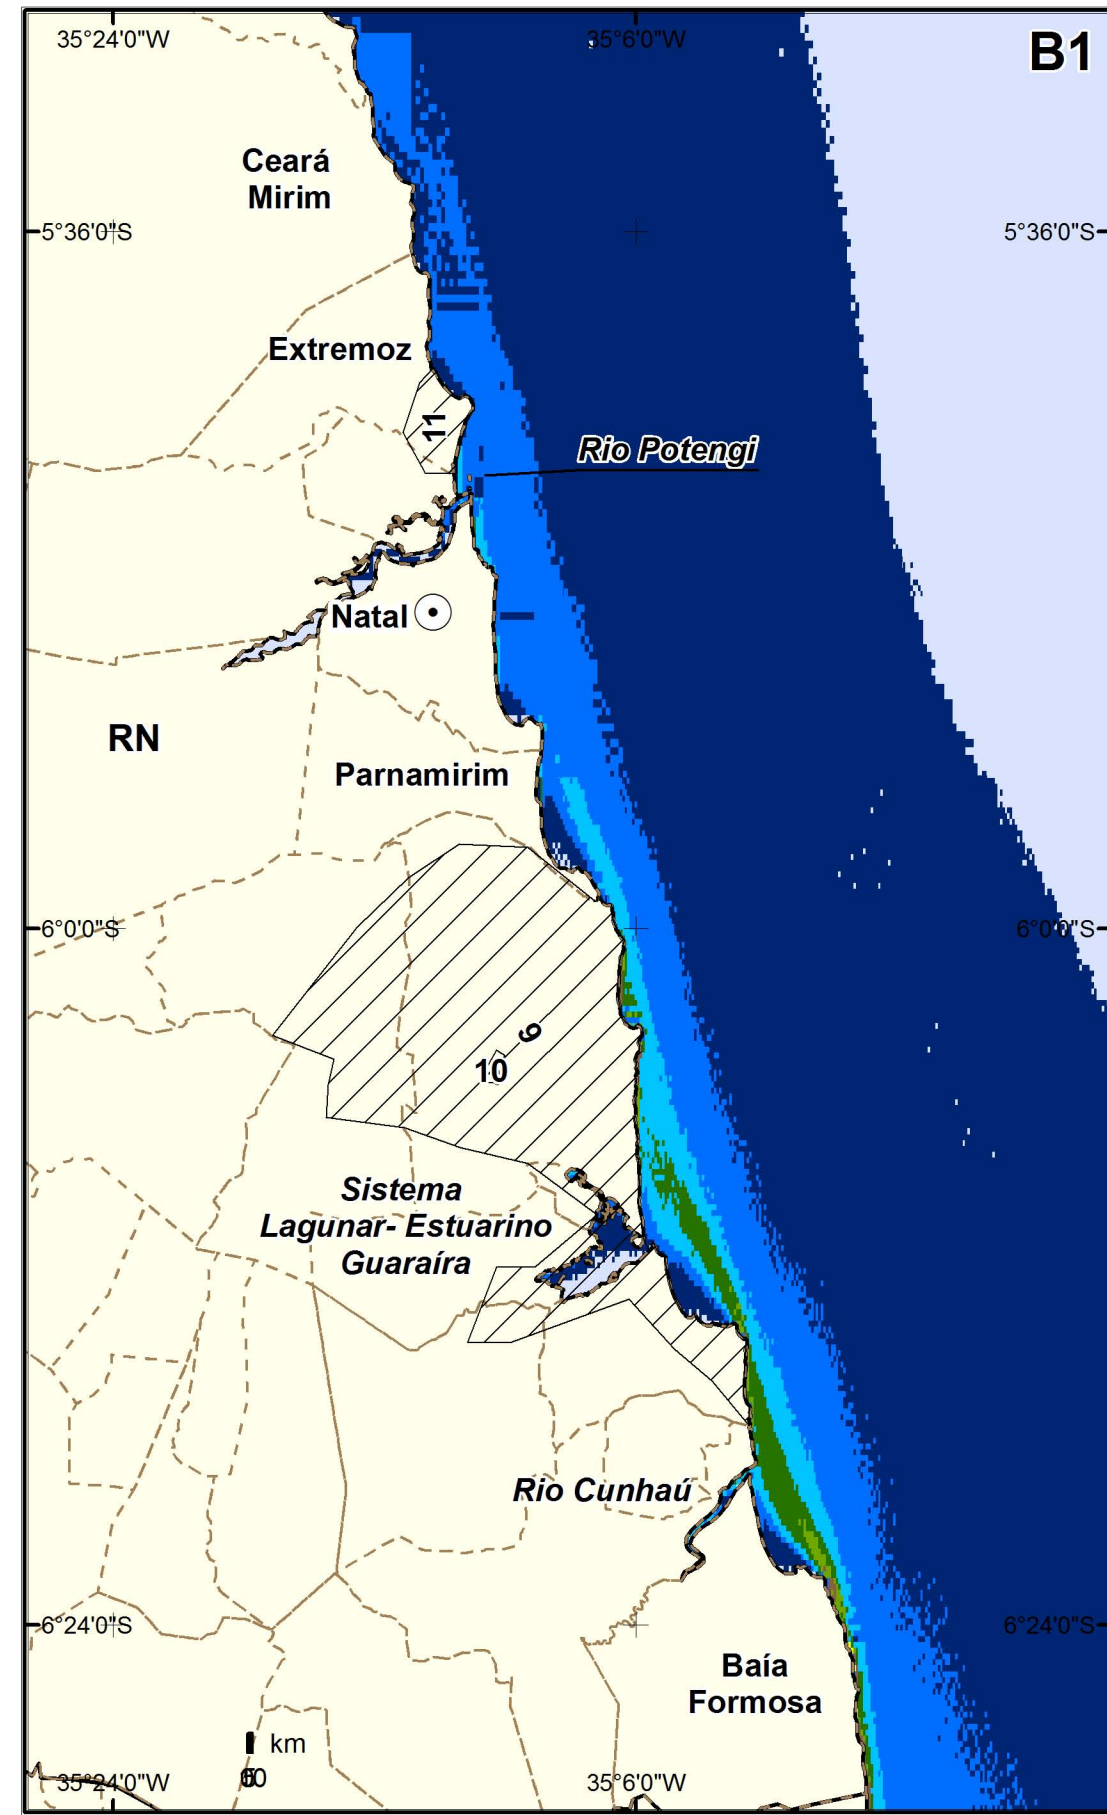 35°24'0"W
35°6'0"W
B1
Ceará
Mirim
5°36'0"S
5°36'0"S
Extremoz
11
Rio Potengi
Natal
RN
Parnamirim
6°0'0"S
6°0'0"S
9
10
Sistema
Lagunar- Estuarino
Guaraíra
Rio Cunhaú
6°24'0"S
6°24'0"S
Baía
Formosa
km
35°24'0"W
35°6'0"W